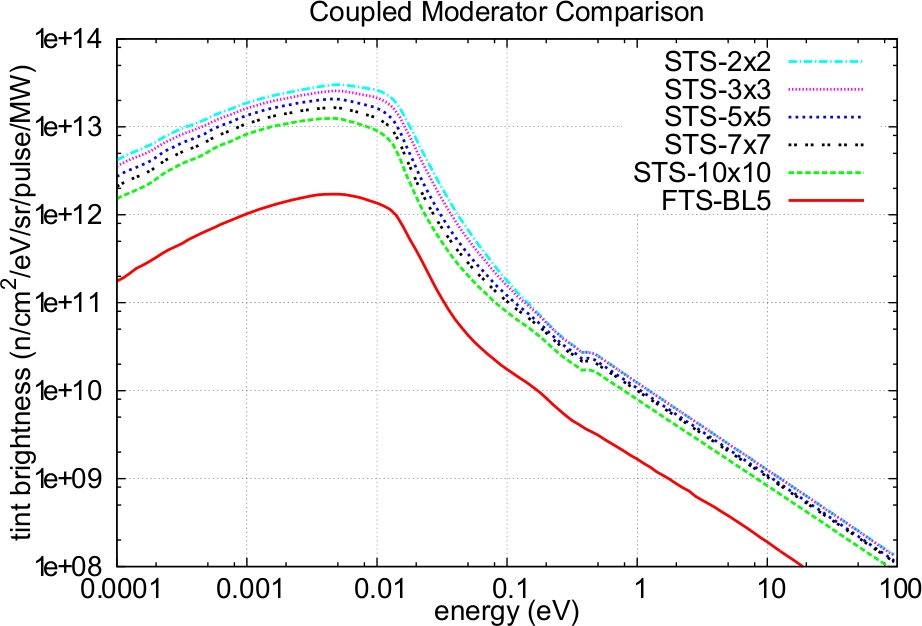 Coupled Moderator Comparison
tint brightness (n/cm²/eV/sr/pulse/MW)
1e+14
1e+13
1e+12
1e+11
1e+10
1e+09
1e+08
STS-2x2
STS-3x3
STS-5x5
STS-7x7
STS-10x10
FTS-BL5
0.0001 0.001 0.01 0.1 1 10 100
energy (eV)